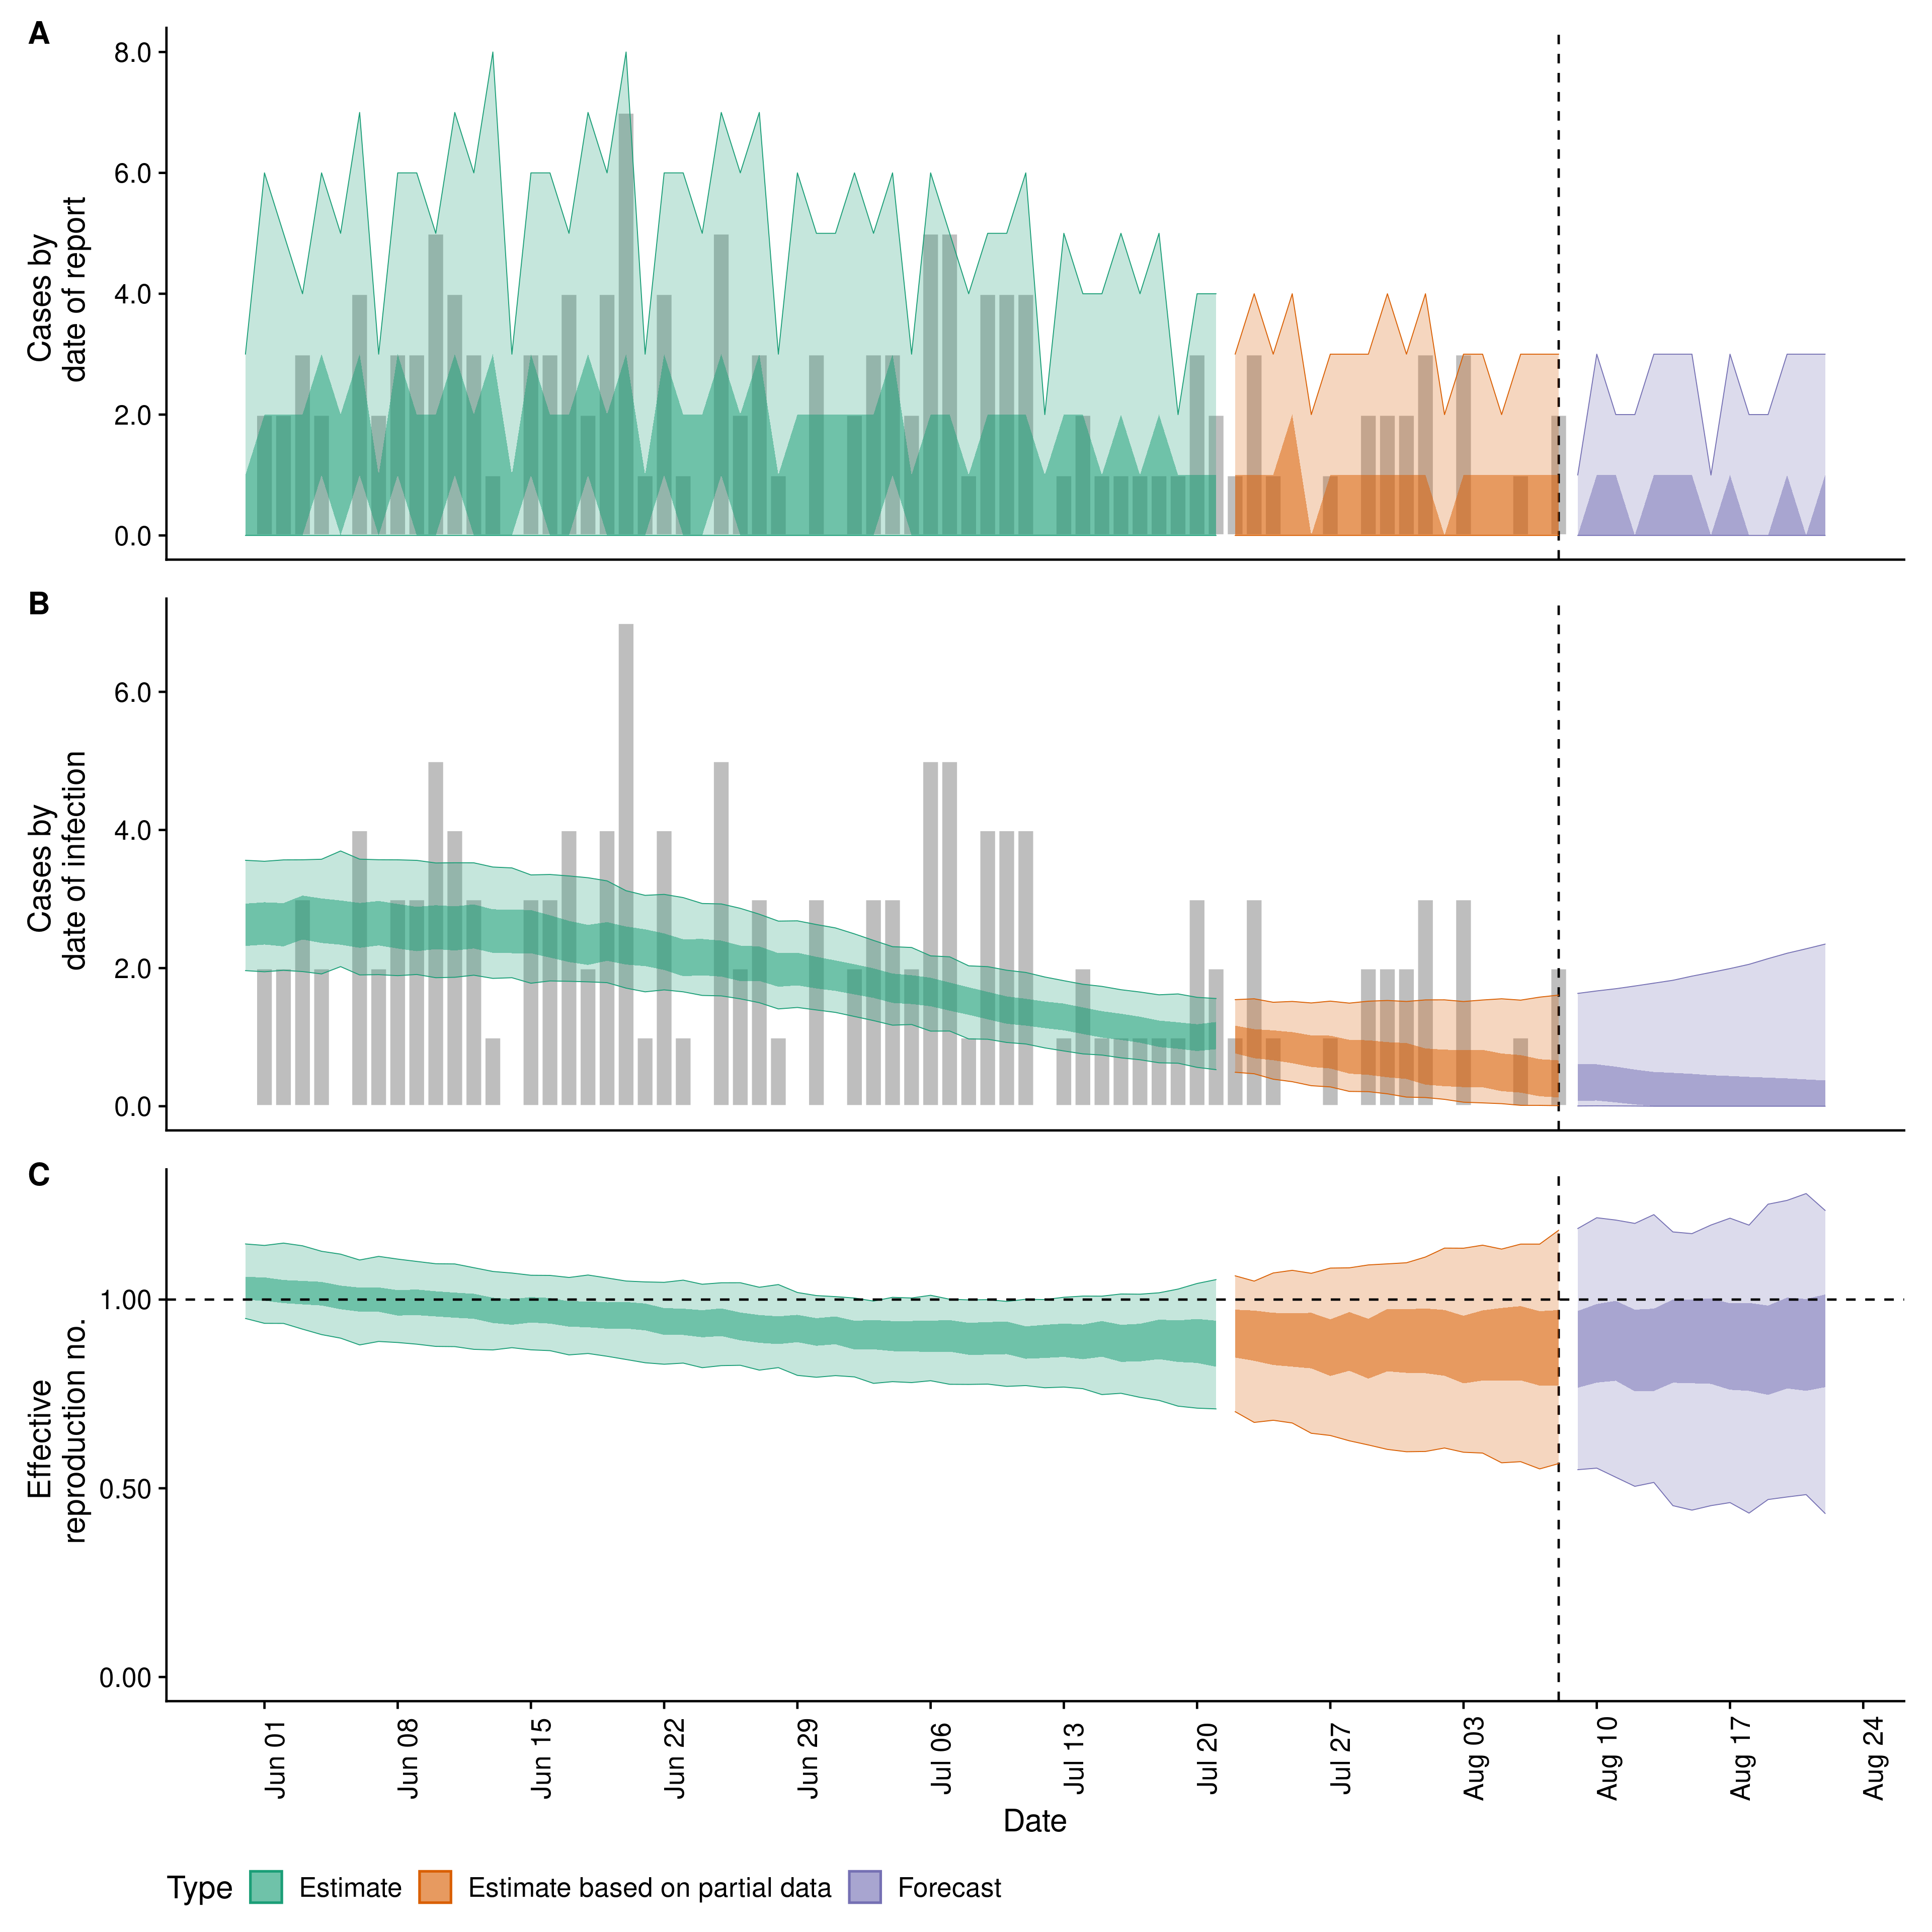 A
Cases by
date of report
8.0
6.0
4.0
2.0
0.0
B
Cases by
date of infection
6.0
4.0
2.0
0.0
C
Effective
reproduction no.
1.00
0.50
0.00
Jun 01
Jun 08
Jun 15
Jun 22
Jun 29
Jul 06
Jul 13
Jul 20
Jul 27
Aug 03
Aug 10
Aug 17
Aug 24
Date
Type Estimate Estimate based on partial data Forecast